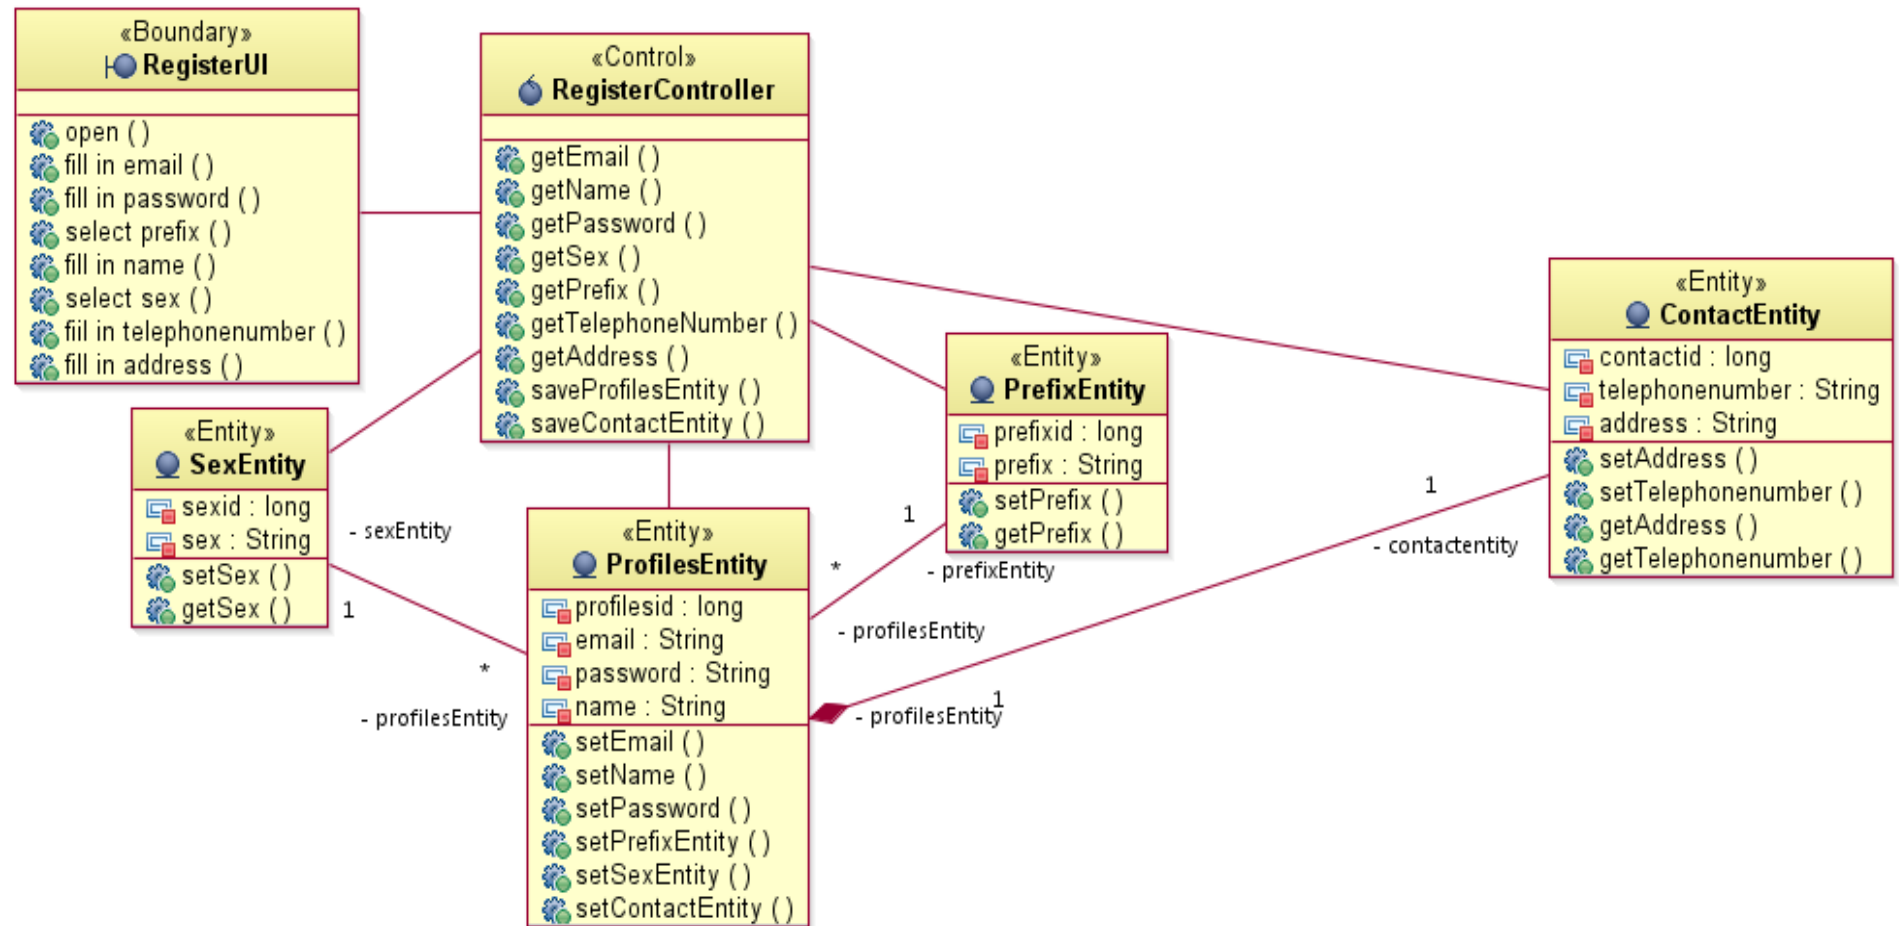 «Boundary»
RegisterUI
open ( )
fill in email ( )
fill in password ( )
select prefix ( )
fill in name ( )
select sex ( )
fiil in telephonenumber ( )
fill in address ( )
«Control»
RegisterController
getEmail ( )
getName ( )
getPassword ( )
getSex ( )
getPrefix ( )
getTelephoneNumber ( )
getAddress ( )
saveProfilesEntity ( )
saveContactEntity ( )
«Entity»
ContactEntity
contactid : long
telephonenumber : String
address : String
setAddress ( )
setTelephonenumber ( )
getAddress ( )
getTelephonenumber ( )
«Entity»
PrefixEntity
prefixid : long
prefix : String
setPrefix ( )
getPrefix ( )
«Entity»
SexEntity
sexid : long
sex : String
setSex ( )
getSex ( )
- sexEntity
1
*
- profilesEntity
«Entity»
ProfilesEntity
profilesid : long
email : String
password : String
name : String
setEmail ( )
setName ( )
setPassword ( )
setPrefixEntity ( )
setSexEntity ( )
setContactEntity ( )
1
- prefixEntity
*
- profilesEntity
1
- contactentity
1
- profilesEntity